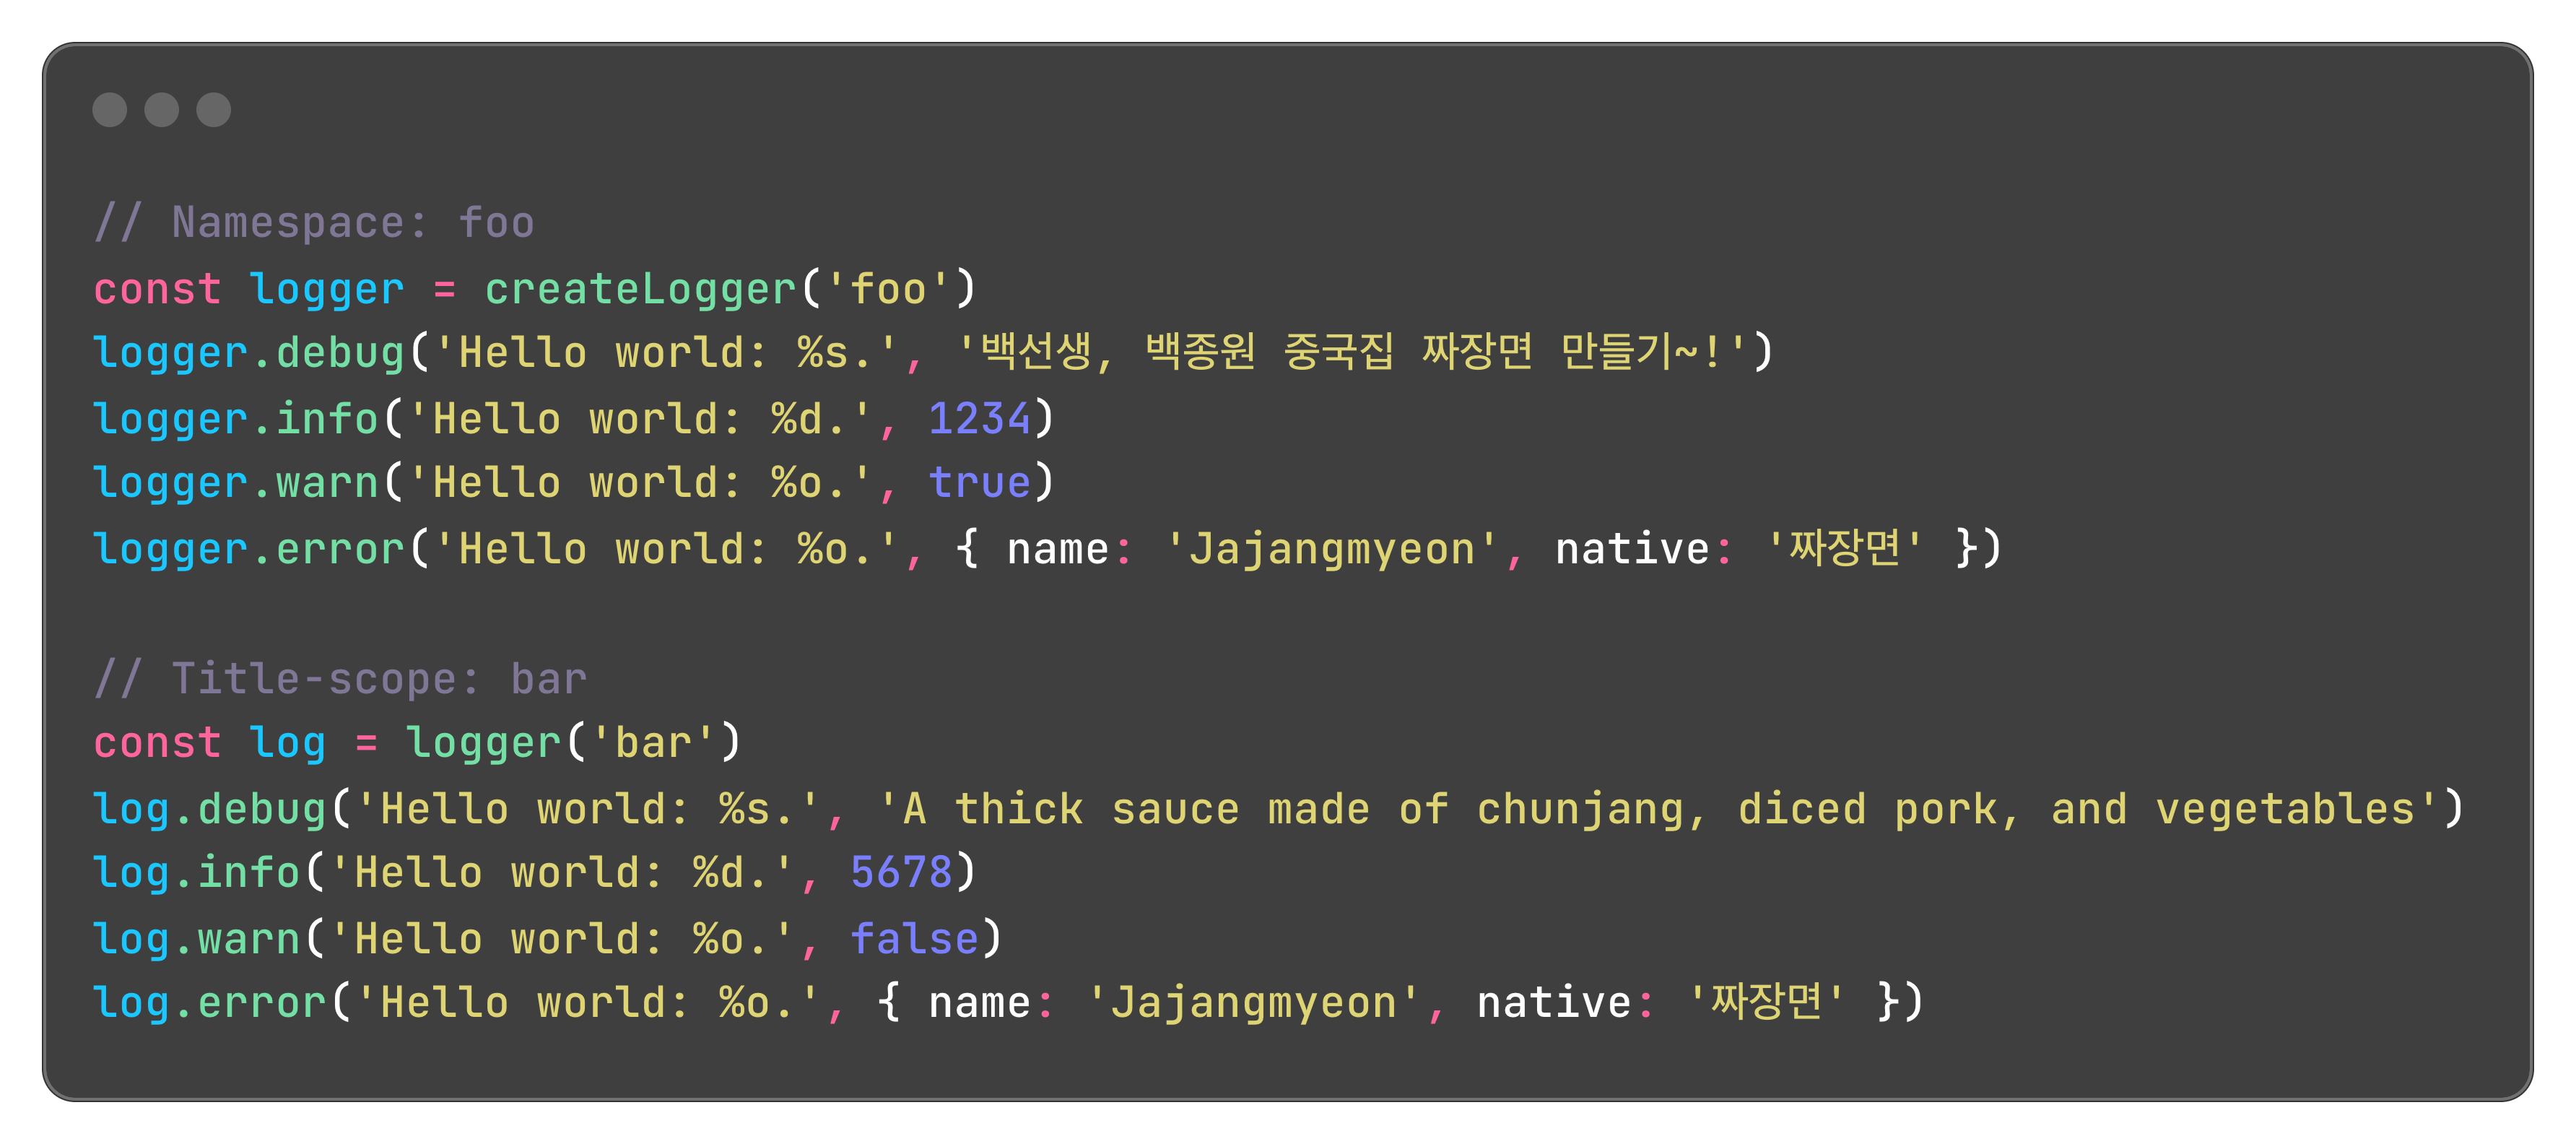 // Namespace: foo
const logger = createLogger('foo')
logger.debug('Hello world: %s.', '백선생, 백종원 중국집 짜장면 만들기~!')
logger.info('Hello world: %d.', 1234)
logger.warn('Hello world: %o.', true)
logger.error('Hello world: %o.', { name: 'Jajangmyeon', native: '짜장면' })
// Title-scope: bar
const log = logger('bar')
log.debug('Hello world: %s.', 'A thick sauce made of chunjang, diced pork, and vegetables')
log.info('Hello world: %d.', 5678)
log.warn('Hello world: %o.', false)
log.error('Hello world: %o.', { name: 'Jajangmyeon', native: '짜장면' })